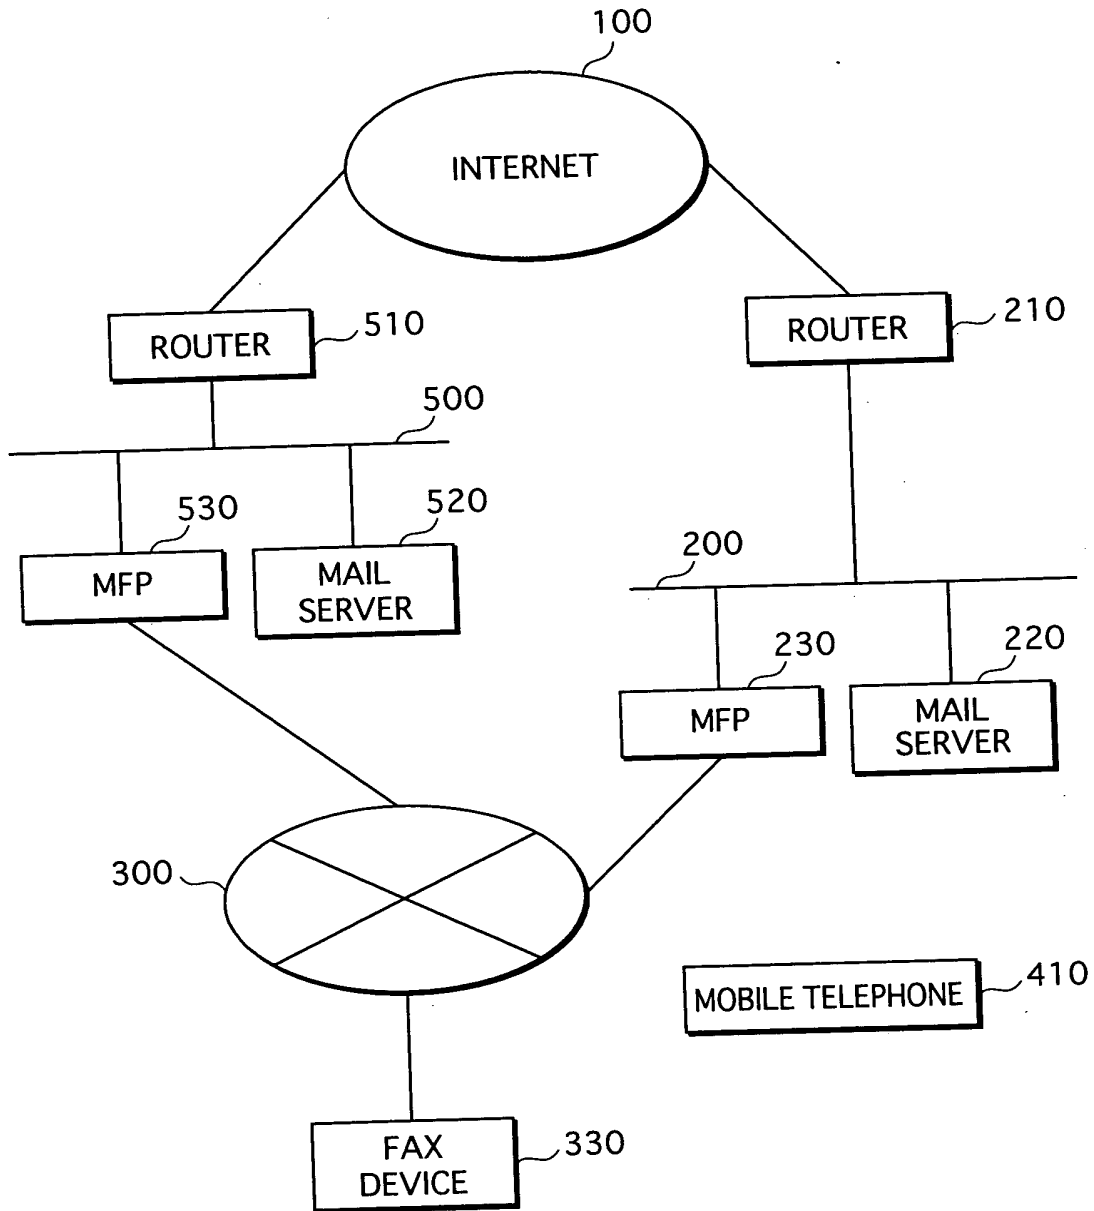 100
INTERNET
ROUTER
510
ROUTER
210
500
530
520
MFP
MAIL
SERVER
200
230
220
MFP
MAIL
SERVER
300
MOBILE TELEPHONE
410
FAX
DEVICE
330